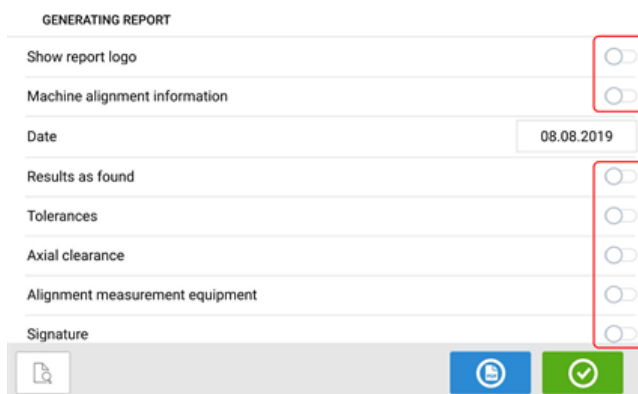 GENERATING REPORT
Show report logo
Machine alignment information
Date 08.08.2019
Results as found
Tolerances
Axial clearance
Alignment measurement equipment
Signature